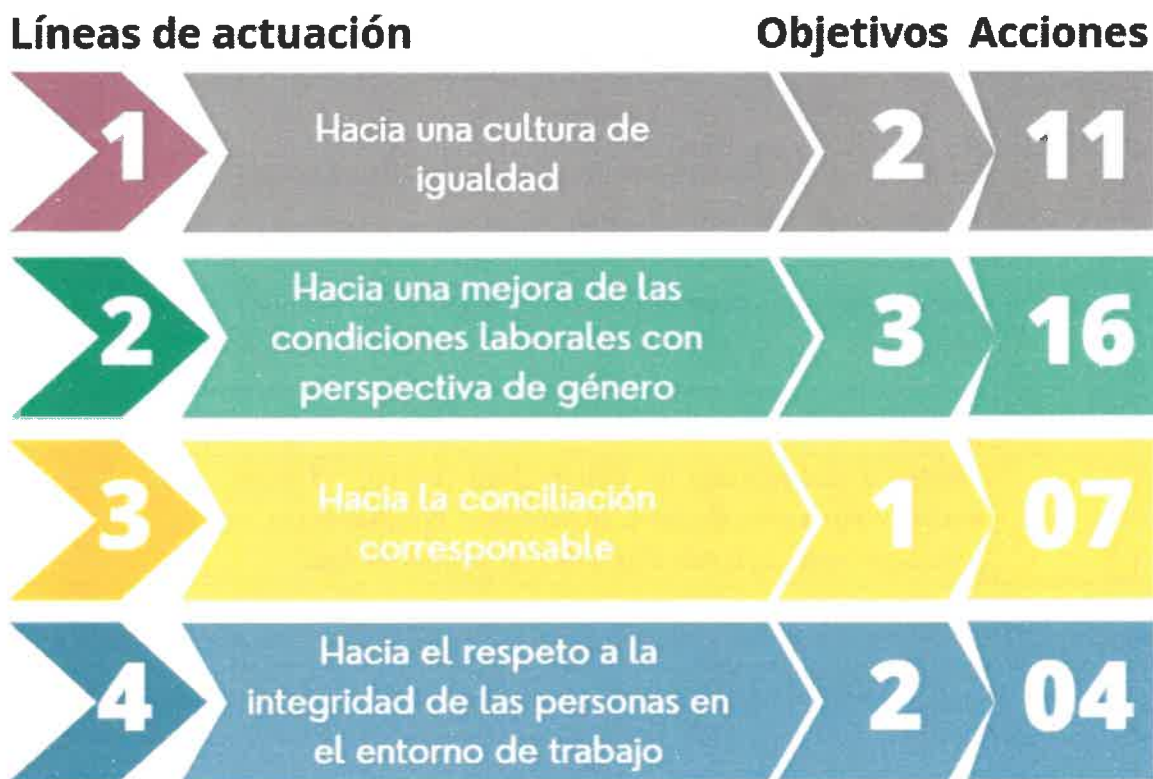 Líneas de actuación Objetivos Acciones
1 Hacia una cultura de igualdad 2 11
2 Hacia una mejora de las condiciones laborales con perspectiva de género 3 16
3 Hacia la conciliación corresponsable 1 07
4 Hacia el respeto a la integridad de las personas en el entorno de trabajo 2 04